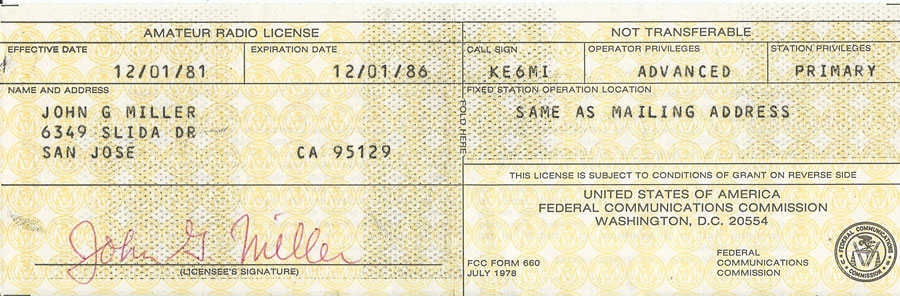 AMATEUR RADIO LICENSE
EFFECTIVE DATE EXPIRATION DATE
12/01/81 12/01/86
NAME AND ADDRESS
JOHN G MILLER
6349 SLIDA DR
SAN JOSE CA 95129
John G Miller
(LICENSEE'S SIGNATURE)
FOLD HERE
NOT TRANSFERABLE
CALL SIGN OPERATOR PRIVILEGES STATION PRIVILEGES
KE6MI ADVANCED PRIMARY
FIXED STATION OPERATION LOCATION
SAME AS MAILING ADDRESS
THIS LICENSE IS SUBJECT TO CONDITIONS OF GRANT ON REVERSE SIDE
UNITED STATES OF AMERICA
FEDERAL COMMUNICATIONS COMMISSION
WASHINGTON, D.C. 20554
FCC FORM 660
JULY 1978
FEDERAL
COMMUNICATIONS
COMMISSION
FEDERAL COMMUNICATIONS COMMISSION